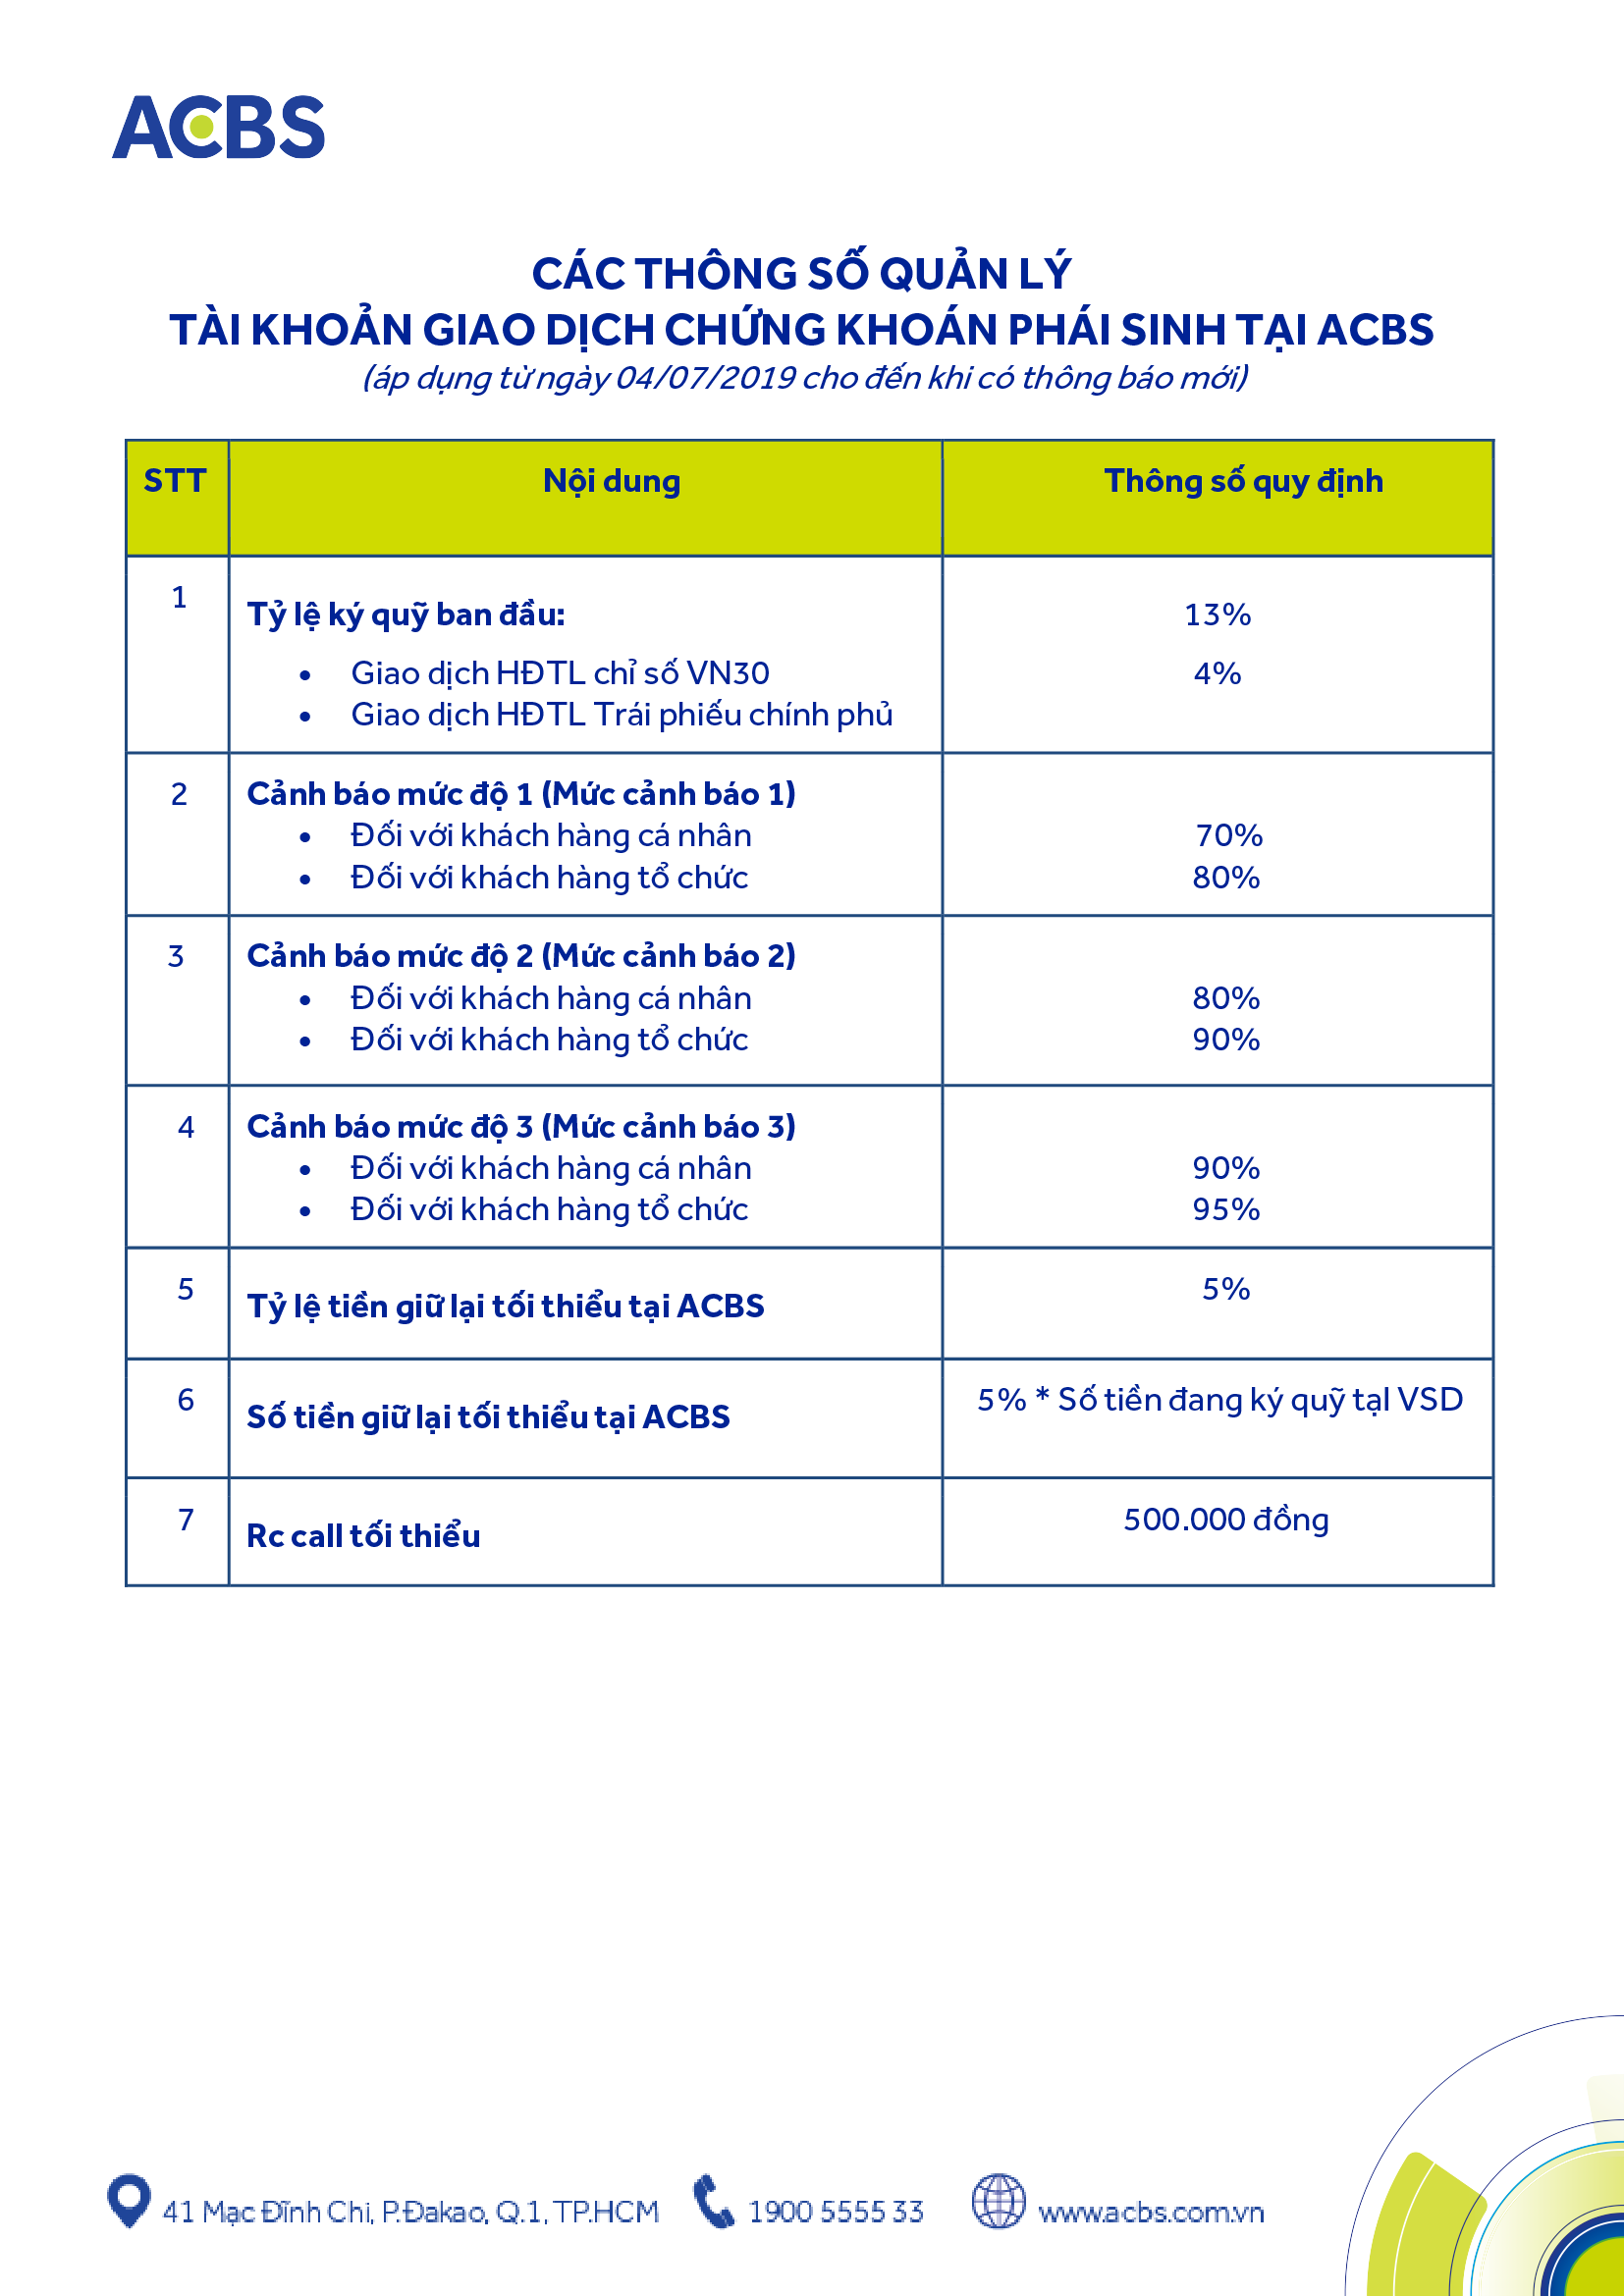 ACBS
CÁC THÔNG SỐ QUẢN LÝ
TÀI KHOẢN GIAO DỊCH CHỨNG KHOÁN PHÁI SINH TẠI ACBS
(áp dụng từ ngày 04/07/2019 cho đến khi có thông báo mới)
STT Nội dung Thông số quy định
1 Tỷ lệ ký quỹ ban đầu: 13%
• Giao dịch HĐTL chỉ số VN30 4%
• Giao dịch HĐTL Trái phiếu chính phủ
2 Cảnh báo mức độ 1 (Mức cảnh báo 1)
• Đối với khách hàng cá nhân 70%
• Đối với khách hàng tổ chức 80%
3 Cảnh báo mức độ 2 (Mức cảnh báo 2)
• Đối với khách hàng cá nhân 80%
• Đối với khách hàng tổ chức 90%
4 Cảnh báo mức độ 3 (Mức cảnh báo 3)
• Đối với khách hàng cá nhân 90%
• Đối với khách hàng tổ chức 95%
5 Tỷ lệ tiền giữ lại tối thiểu tại ACBS 5%
6 Số tiền giữ lại tối thiểu tại ACBS 5% * Số tiền đang ký quỹ tạl VSD
7 Rc call tối thiểu 500.000 đồng
41 Mạc Đĩnh Chi, P.Đakao, Q.1, TP.HCM 1900 5555 33 www.acbs.com.vn